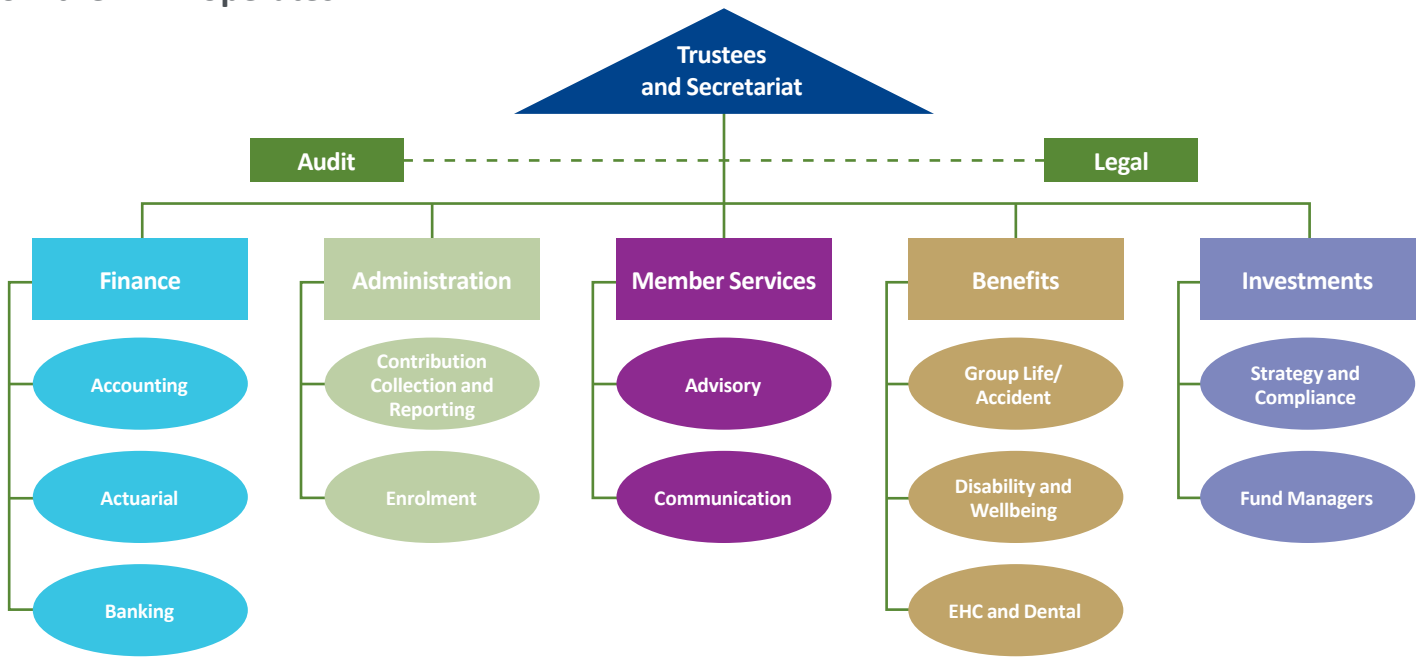 operates
Trustees
and Secretariat
Audit
Legal
Finance
Administration
Member Services
Benefits
Investments
Contribution
Collection and
Reporting
Accounting
Advisory
Group Life/
Accident
Strategy and
Compliance
Actuarial
Enrolment
Communication
Disability and
Wellbeing
Fund Managers
Banking
EHC and Dental